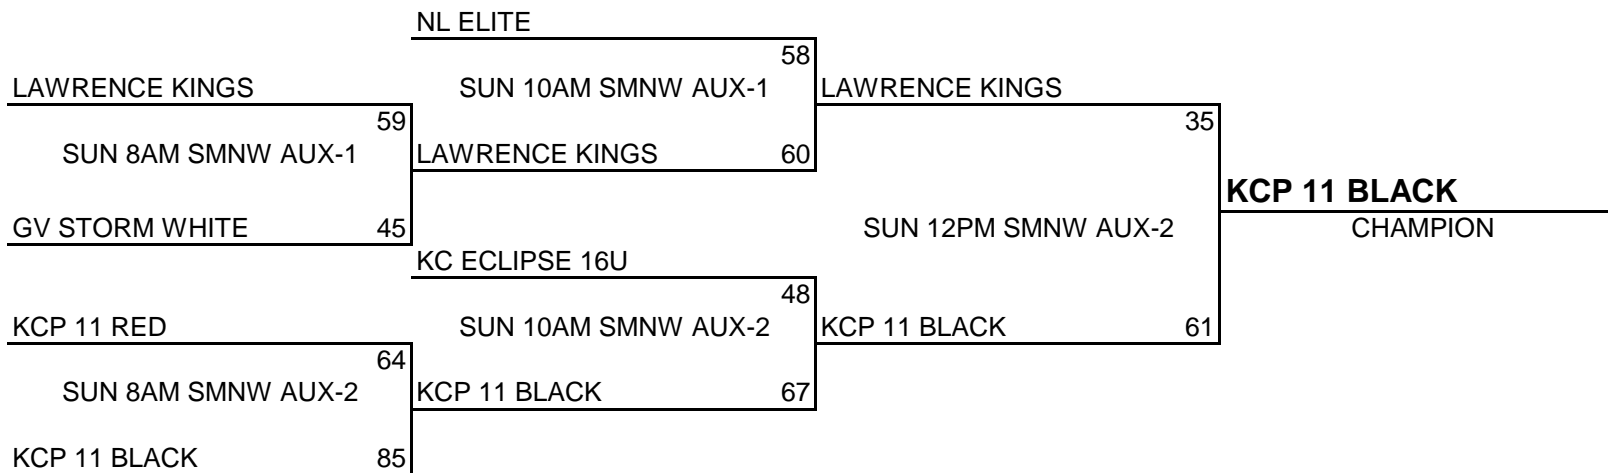 NL ELITE
58
LAWRENCE KINGS
SUN 10AM SMNW AUX-1
LAWRENCE KINGS
59
35
SUN 8AM SMNW AUX-1
LAWRENCE KINGS
60
KCP 11 BLACK
GV STORM WHITE
45
SUN 12PM SMNW AUX-2
CHAMPION
KC ECLIPSE 16U
48
KCP 11 RED
SUN 10AM SMNW AUX-2
KCP 11 BLACK
61
64
SUN 8AM SMNW AUX-2
KCP 11 BLACK
67
KCP 11 BLACK
85